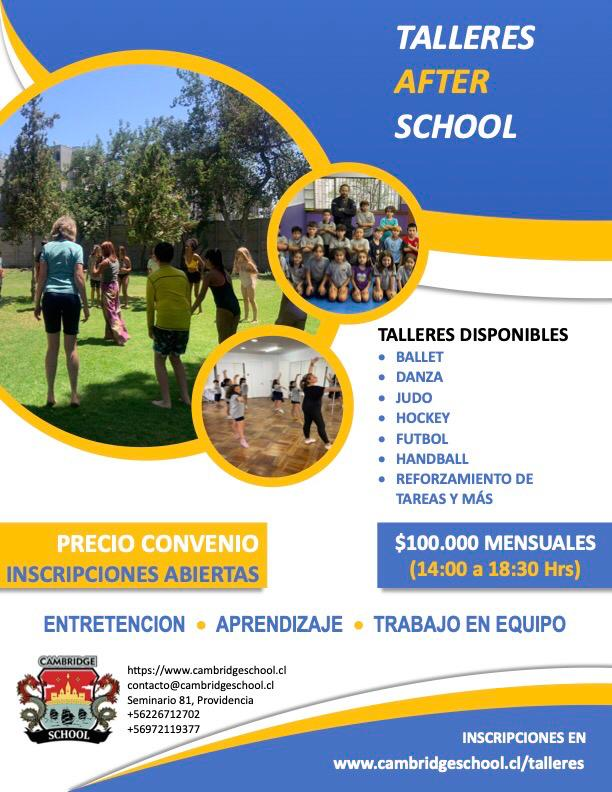 TALLERES
AFTER
SCHOOL
TALLERES DISPONIBLES
• BALLET
• DANZA
• JUDO
• HOCKEY
• FUTBOL
• HANDBALL
• REFORZAMIENTO DE
TAREAS Y MÁS
PRECIO CONVENIO
INSCRIPCIONES ABIERTAS
$100.000 MENSUALES
(14:00 a 18:30 Hrs)
ENTRETENCION • APRENDIZAJE • TRABAJO EN EQUIPO
CAMBRIDGE
SCHOOL
https://www.cambridgeschool.cl
contacto@cambridgeschool.cl
Seminario 81, Providencia
+56226712702
+56972119377
INSCRIPCIONES EN
www.cambridgeschool.cl/talleres